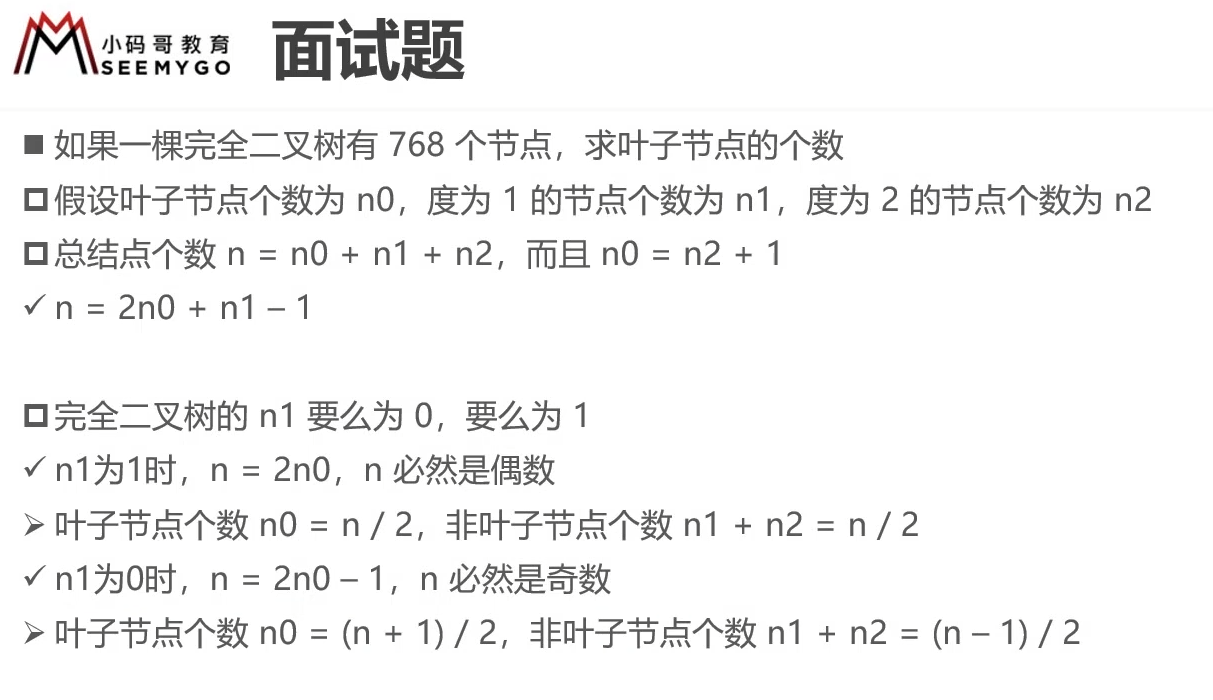 小码哥教育
SEEMYGO
面试题
■ 如果一棵完全二叉树有 768 个节点，求叶子节点的个数
◻ 假设叶子节点个数为 n0，度为 1 的节点个数为 n1，度为 2 的节点个数为 n2
◻ 总结点个数 n = n0 + n1 + n2，而且 n0 = n2 + 1
✓ n = 2n0 + n1 – 1
◻ 完全二叉树的 n1 要么为 0，要么为 1
✓ n1为1时，n = 2n0，n 必然是偶数
➢ 叶子节点个数 n0 = n / 2，非叶子节点个数 n1 + n2 = n / 2
✓ n1为0时，n = 2n0 – 1，n 必然是奇数
➢ 叶子节点个数 n0 = (n + 1) / 2，非叶子节点个数 n1 + n2 = (n – 1) / 2